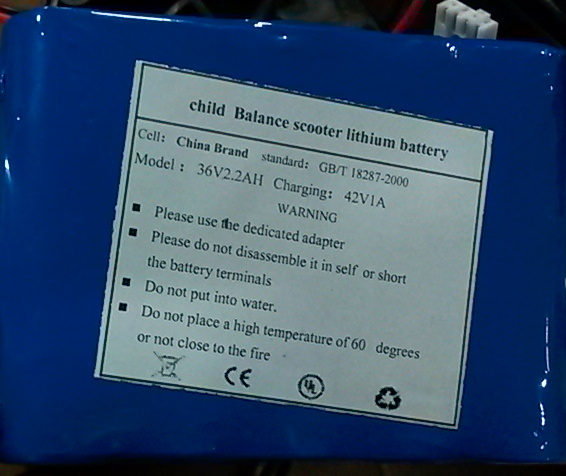 child Balance scooter lithium battery
Cell: China Brand standard: GB/T 18287-2000
Model : 36V2.2AH Charging: 42V1A
WARNING
■ Please use the dedicated adapter
■ Please do not disassemble it in self or short
the battery terminals
■ Do not put into water.
■ Do not place a high temperature of 60 degrees
or not close to the fire
CE UL